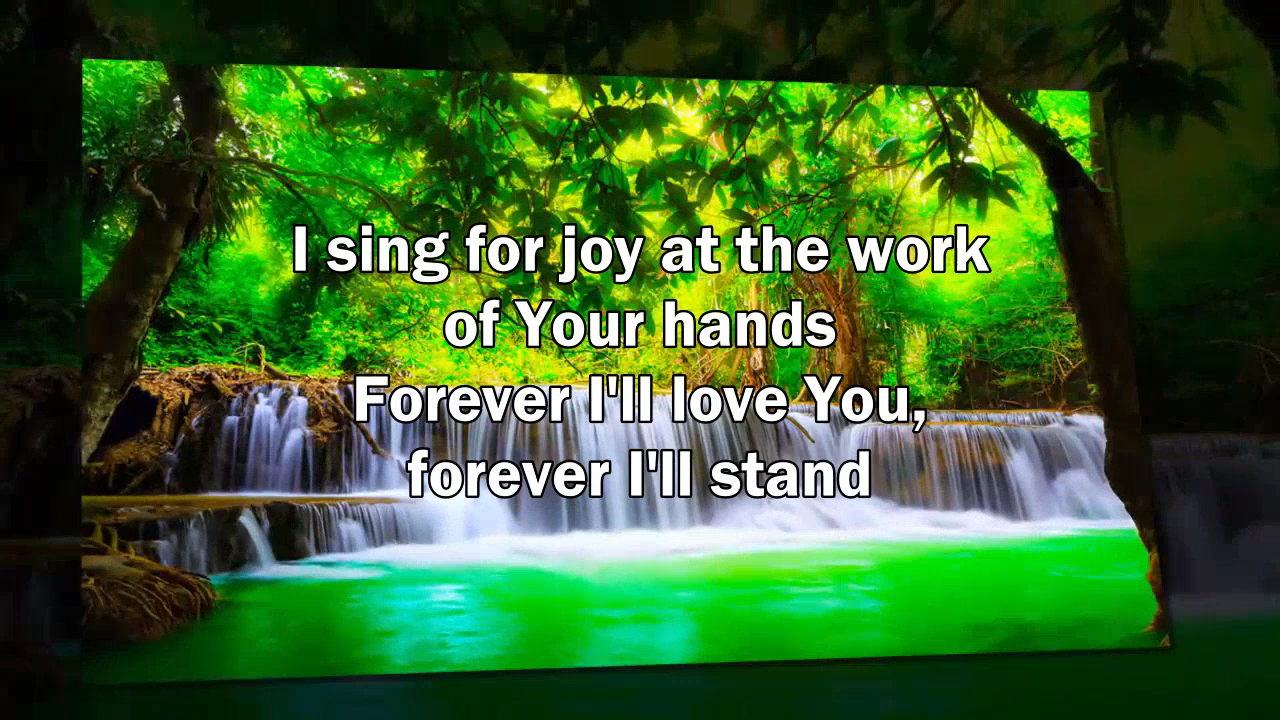 I sing for joy at the work
of Your hands
Forever I'll love You,
forever I'll stand